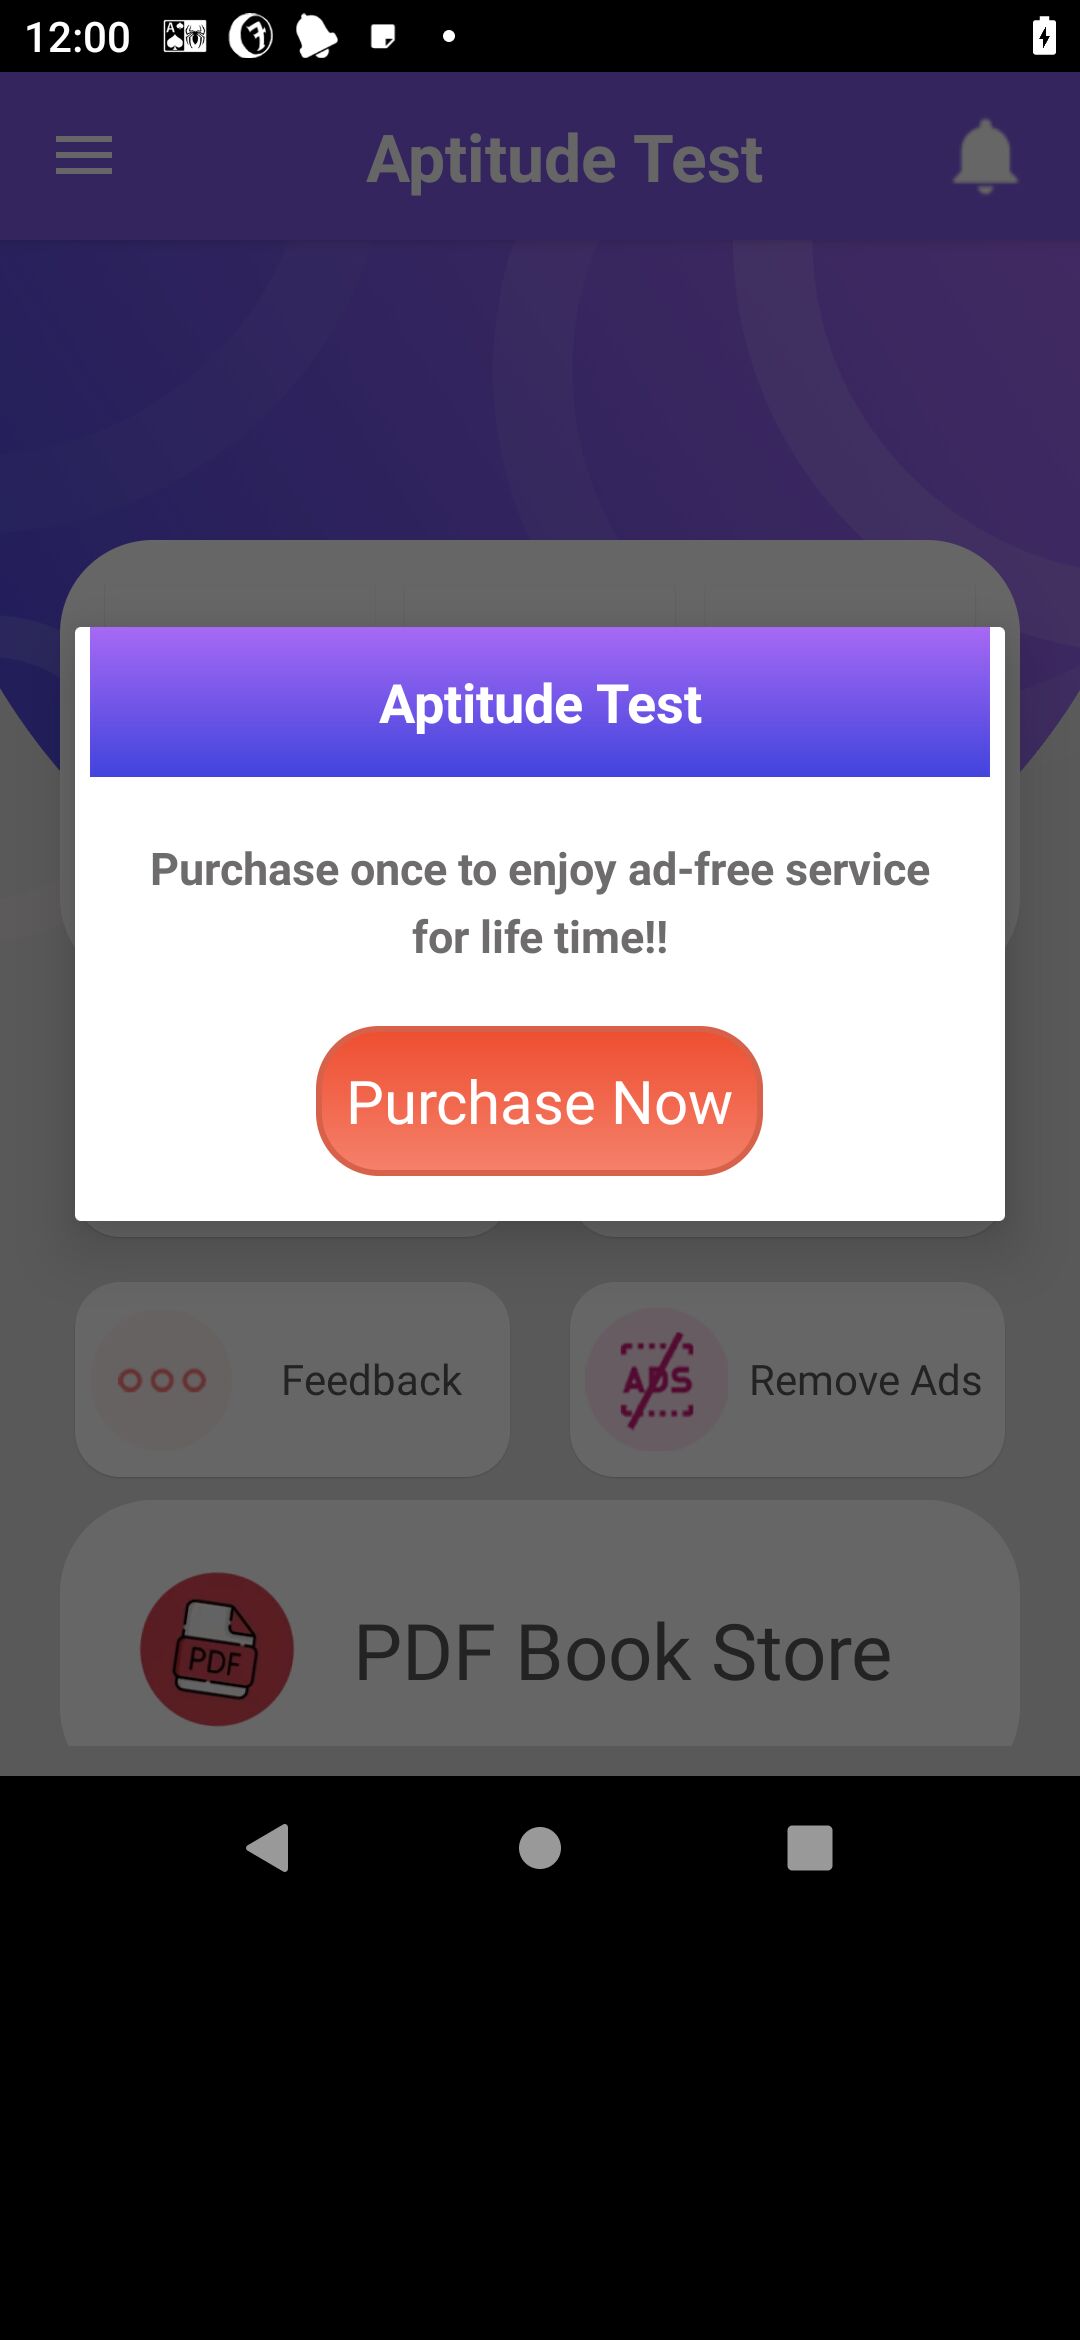 12:00
Aptitude Test
Aptitude Test
Purchase once to enjoy ad-free service
for life time!!
Purchase Now
Feedback
ADS
Remove Ads
PDF
PDF Book Store